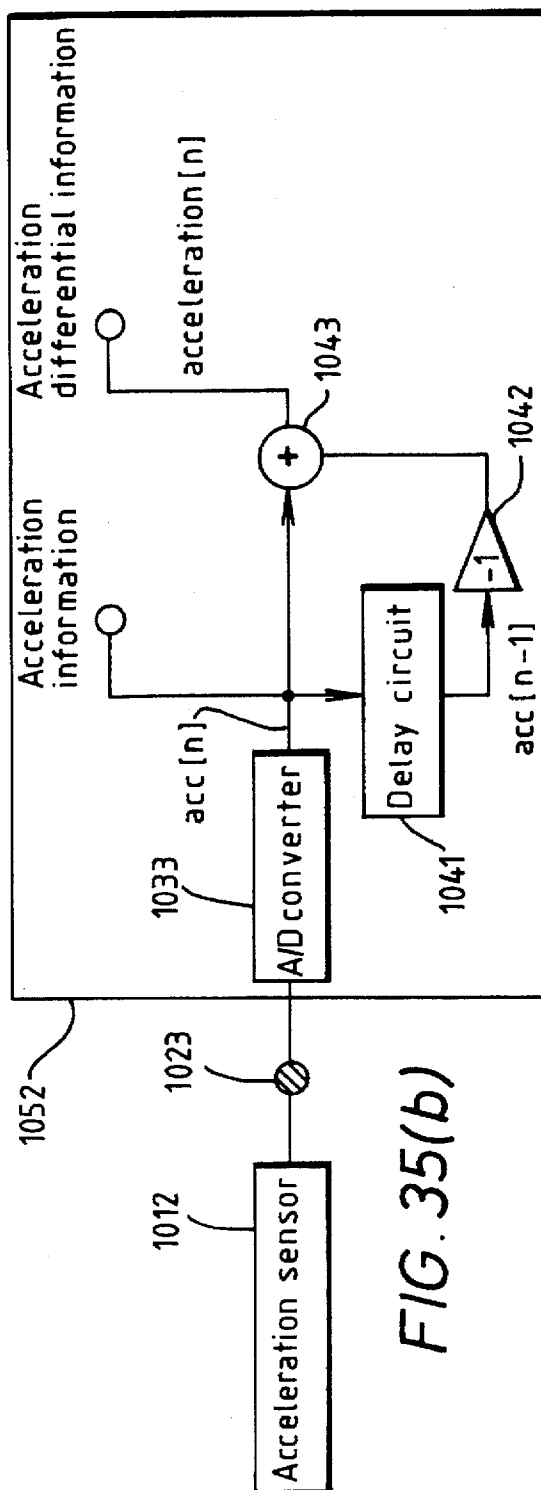 Acceleration
differential information
Acceleration
information
acceleration[n]
1043
acc[n]
1033
A/D converter
+
-1
1042
Delay circuit
1041
acc[n-1]
1052
1023
1012
Acceleration sensor
FIG. 35(b)